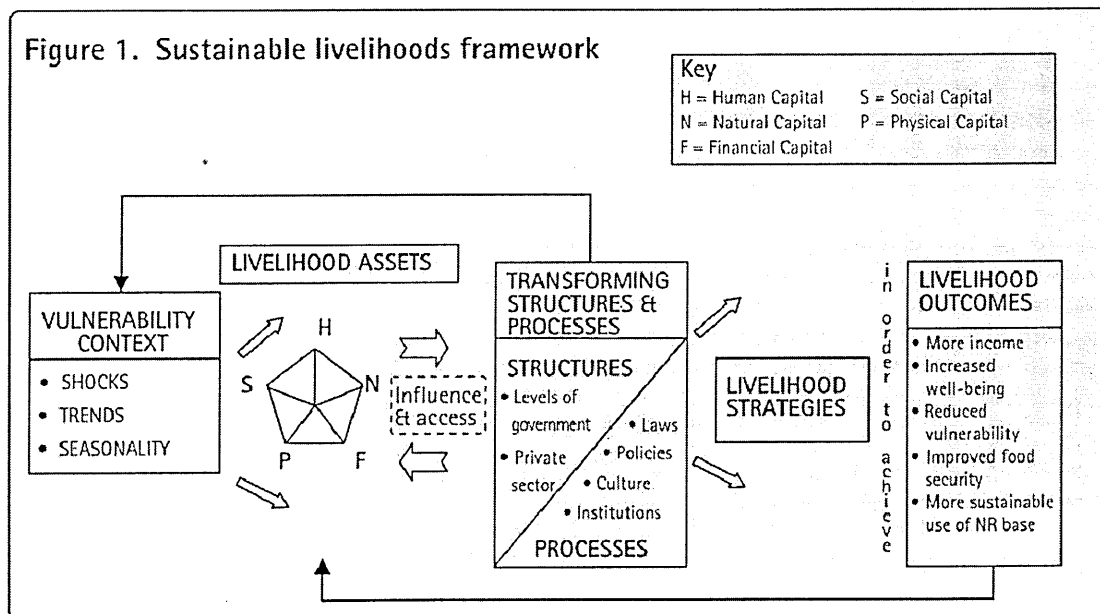 Figure 1. Sustainable livelihoods framework
Key
H = Human Capital S = Social Capital
N = Natural Capital P = Physical Capital
F = Financial Capital
LIVELIHOOD ASSETS
VULNERABILITY
CONTEXT
• SHOCKS
• TRENDS
• SEASONALITY
H
S
N
P
F
Influence
& access
TRANSFORMING
STRUCTURES &
PROCESSES
STRUCTURES
• Levels of
government
• Private
sector
• Laws
• Policies
• Culture
• Institutions
PROCESSES
LIVELIHOOD
STRATEGIES
in order to achieve
LIVELIHOOD
OUTCOMES
• More income
• Increased
well-being
• Reduced
vulnerability
• Improved food
security
• More sustainable
use of NR base